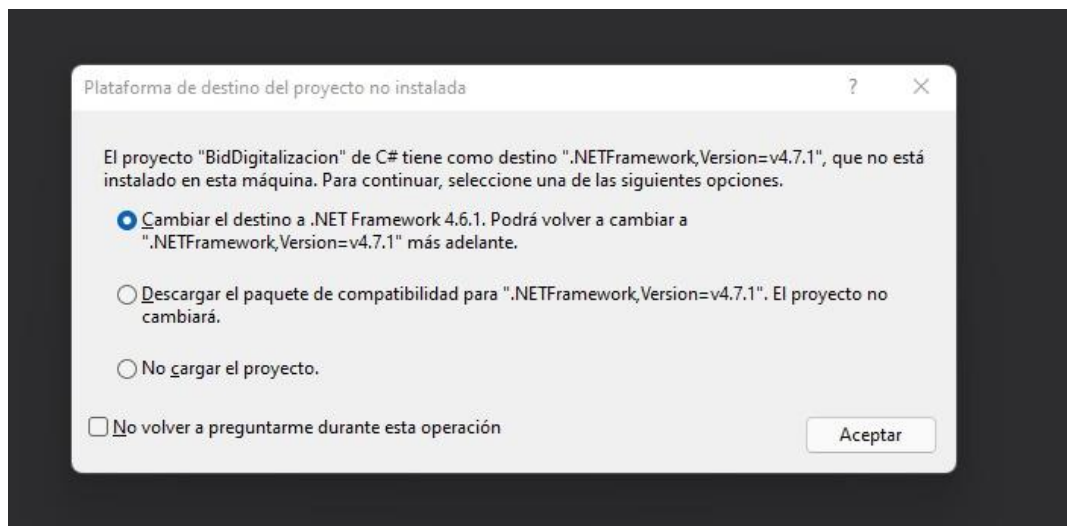 Plataforma de destino del proyecto no instalada
?
El proyecto "BidDigitalizacion" de C# tiene como destino ".NETFramework,Version=v4.7.1", que no está
instalado en esta máquina. Para continuar, seleccione una de las siguientes opciones.
Cambiar el destino a .NET Framework 4.6.1. Podrá volver a cambiar a
".NETFramework,Version=v4.7.1" más adelante.
Descargar el paquete de compatibilidad para ".NETFramework,Version=v4.7.1". El proyecto no
cambiará.
No cargar el proyecto.
No volver a preguntarme durante esta operación
Aceptar